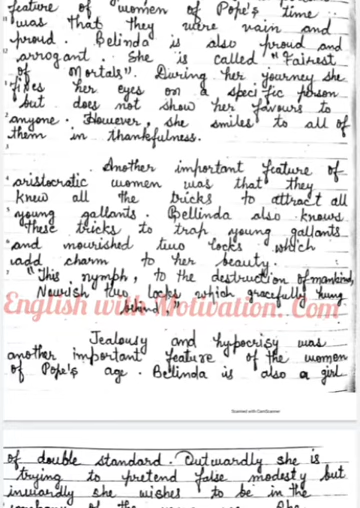 feature of women of Pope's time
was that they were vain and
proud. Belinda is also proud and
arrogant. She is called "Fairest
of Mortals". During her journey she
fixes her eyes on a specific person
but does not show her favours to
anyone. However, she smiles to all of
them in thankfulness.
Another important feature of
aristocratic women was that they
knew all the tricks to attract all
young gallants. Bellinda also knows
these tricks to trap young gallants
and nourished two locks which
add charm to her beauty.
"This nymph, to the destruction of mankind,
Nourish two locks which gracefully hung
behind."
English with Motivation. Com
Jealousy and hypocrisy was
another important feature of the women
of Pope's age. Belinda is also a girl
Scanned with CamScanner
of double standard. Outwardly she is
trying to pretend false modesty but
inwardly she wishes to be in the
of the